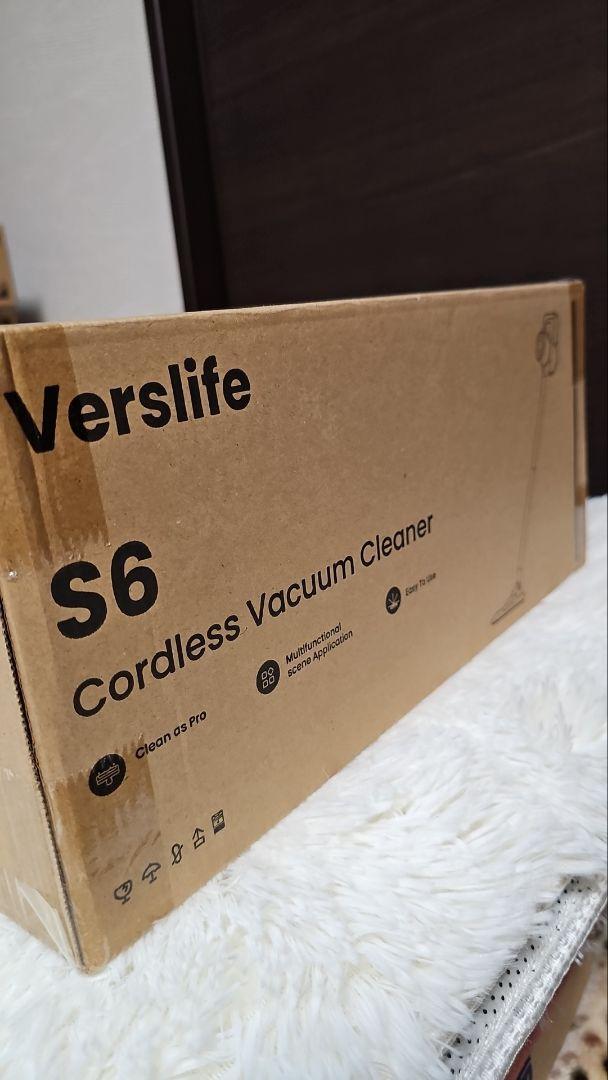 Verslife
S6
Cordless Vacuum Cleaner
Clean as Pro
Multifunctional
scene Application
Easy To Use